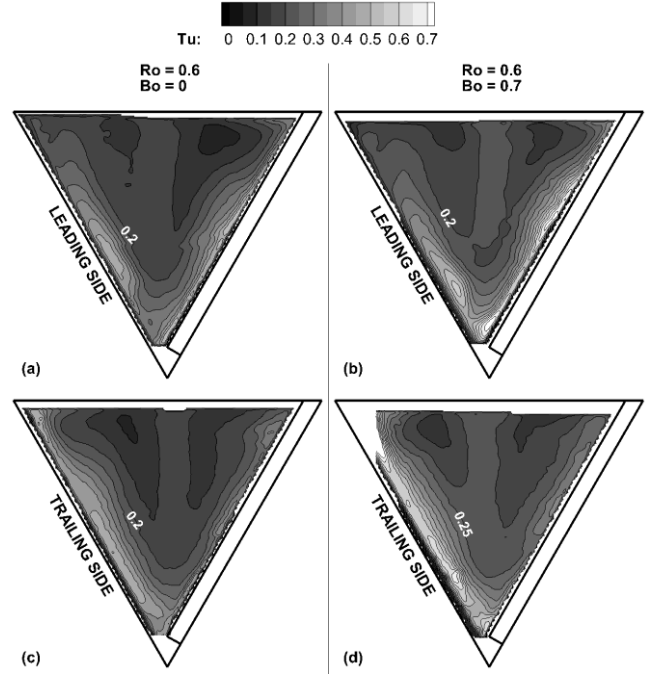 Tu: 0 0.1 0.2 0.3 0.4 0.5 0.6 0.7
Ro = 0.6
Bo = 0
Ro = 0.6
Bo = 0.7
LEADING SIDE
0.2
(a)
LEADING SIDE
0.2
(b)
TRAILING SIDE
0.2
(c)
TRAILING SIDE
0.25
(d)